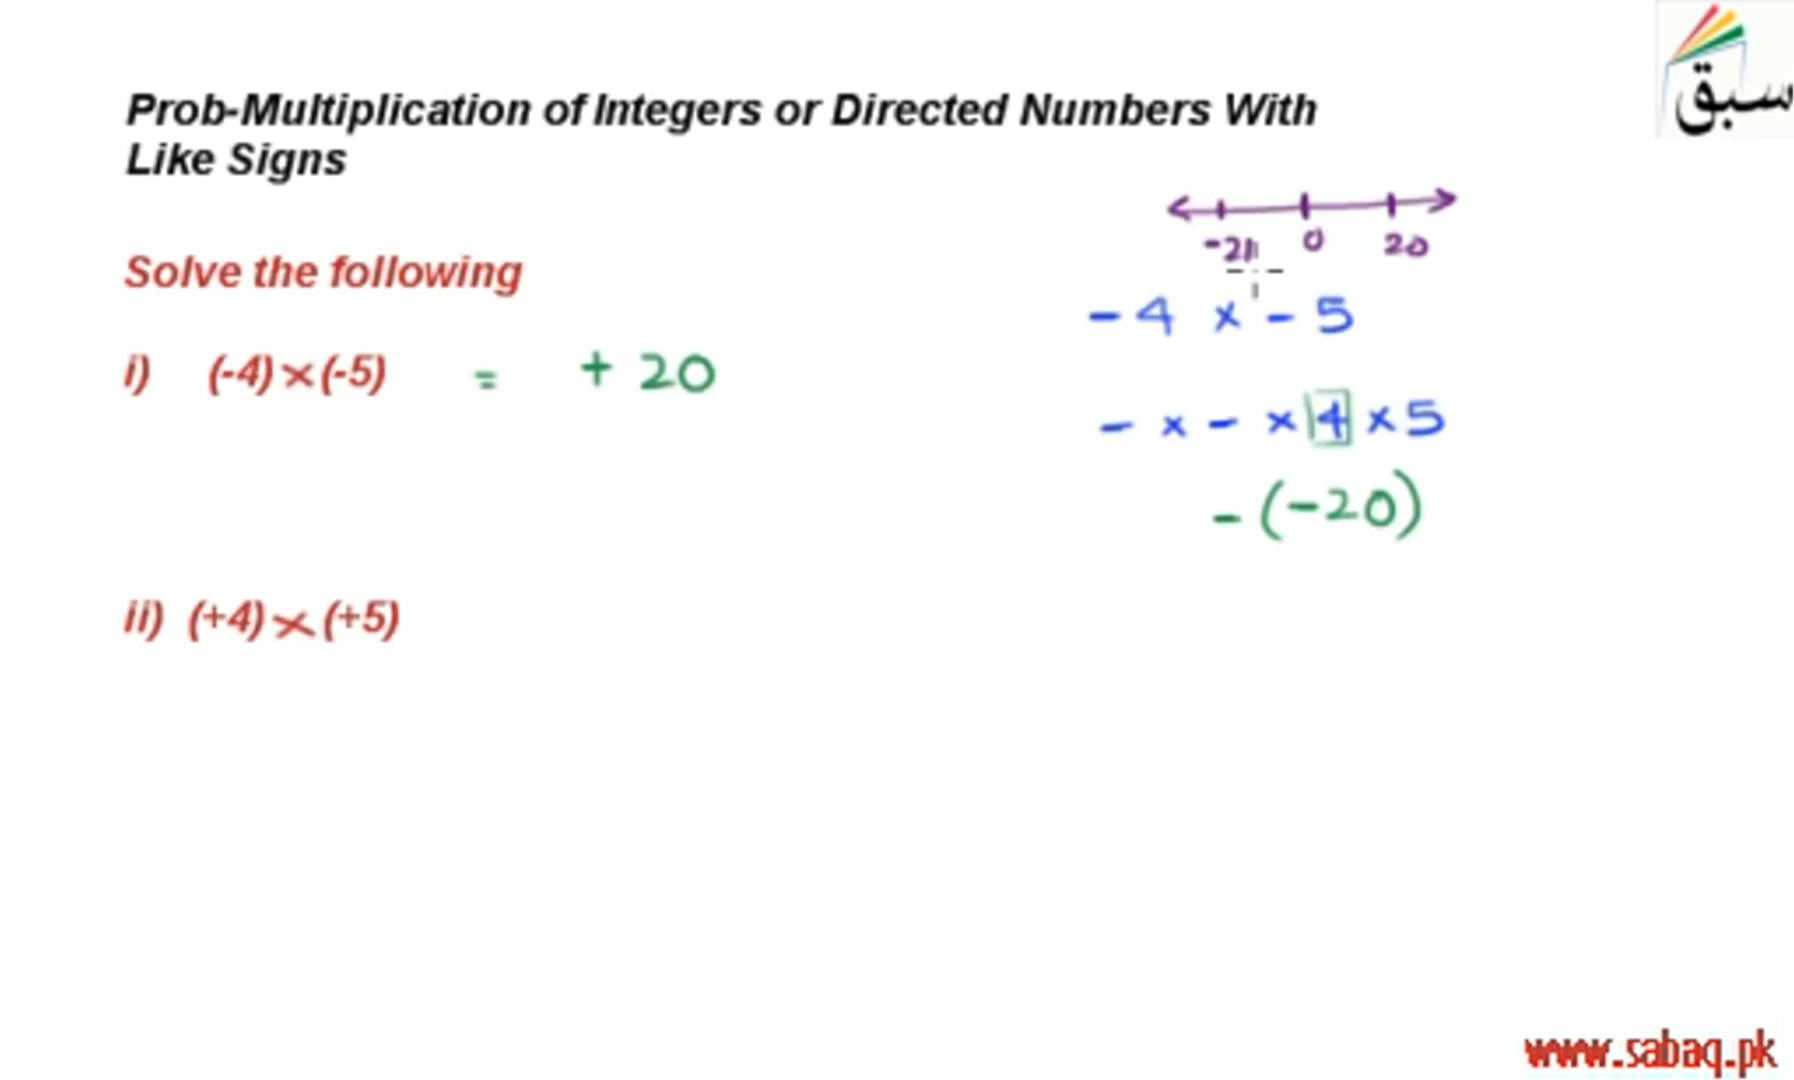 سبق
Prob-Multiplication of Integers or Directed Numbers With
Like Signs
-21 0 20
Solve the following
- 4 x - 5
i) (-4)×(-5) = + 20
- x - x 4 x 5
- (-20)
ii) (+4)×(+5)
www.sabaq.pk